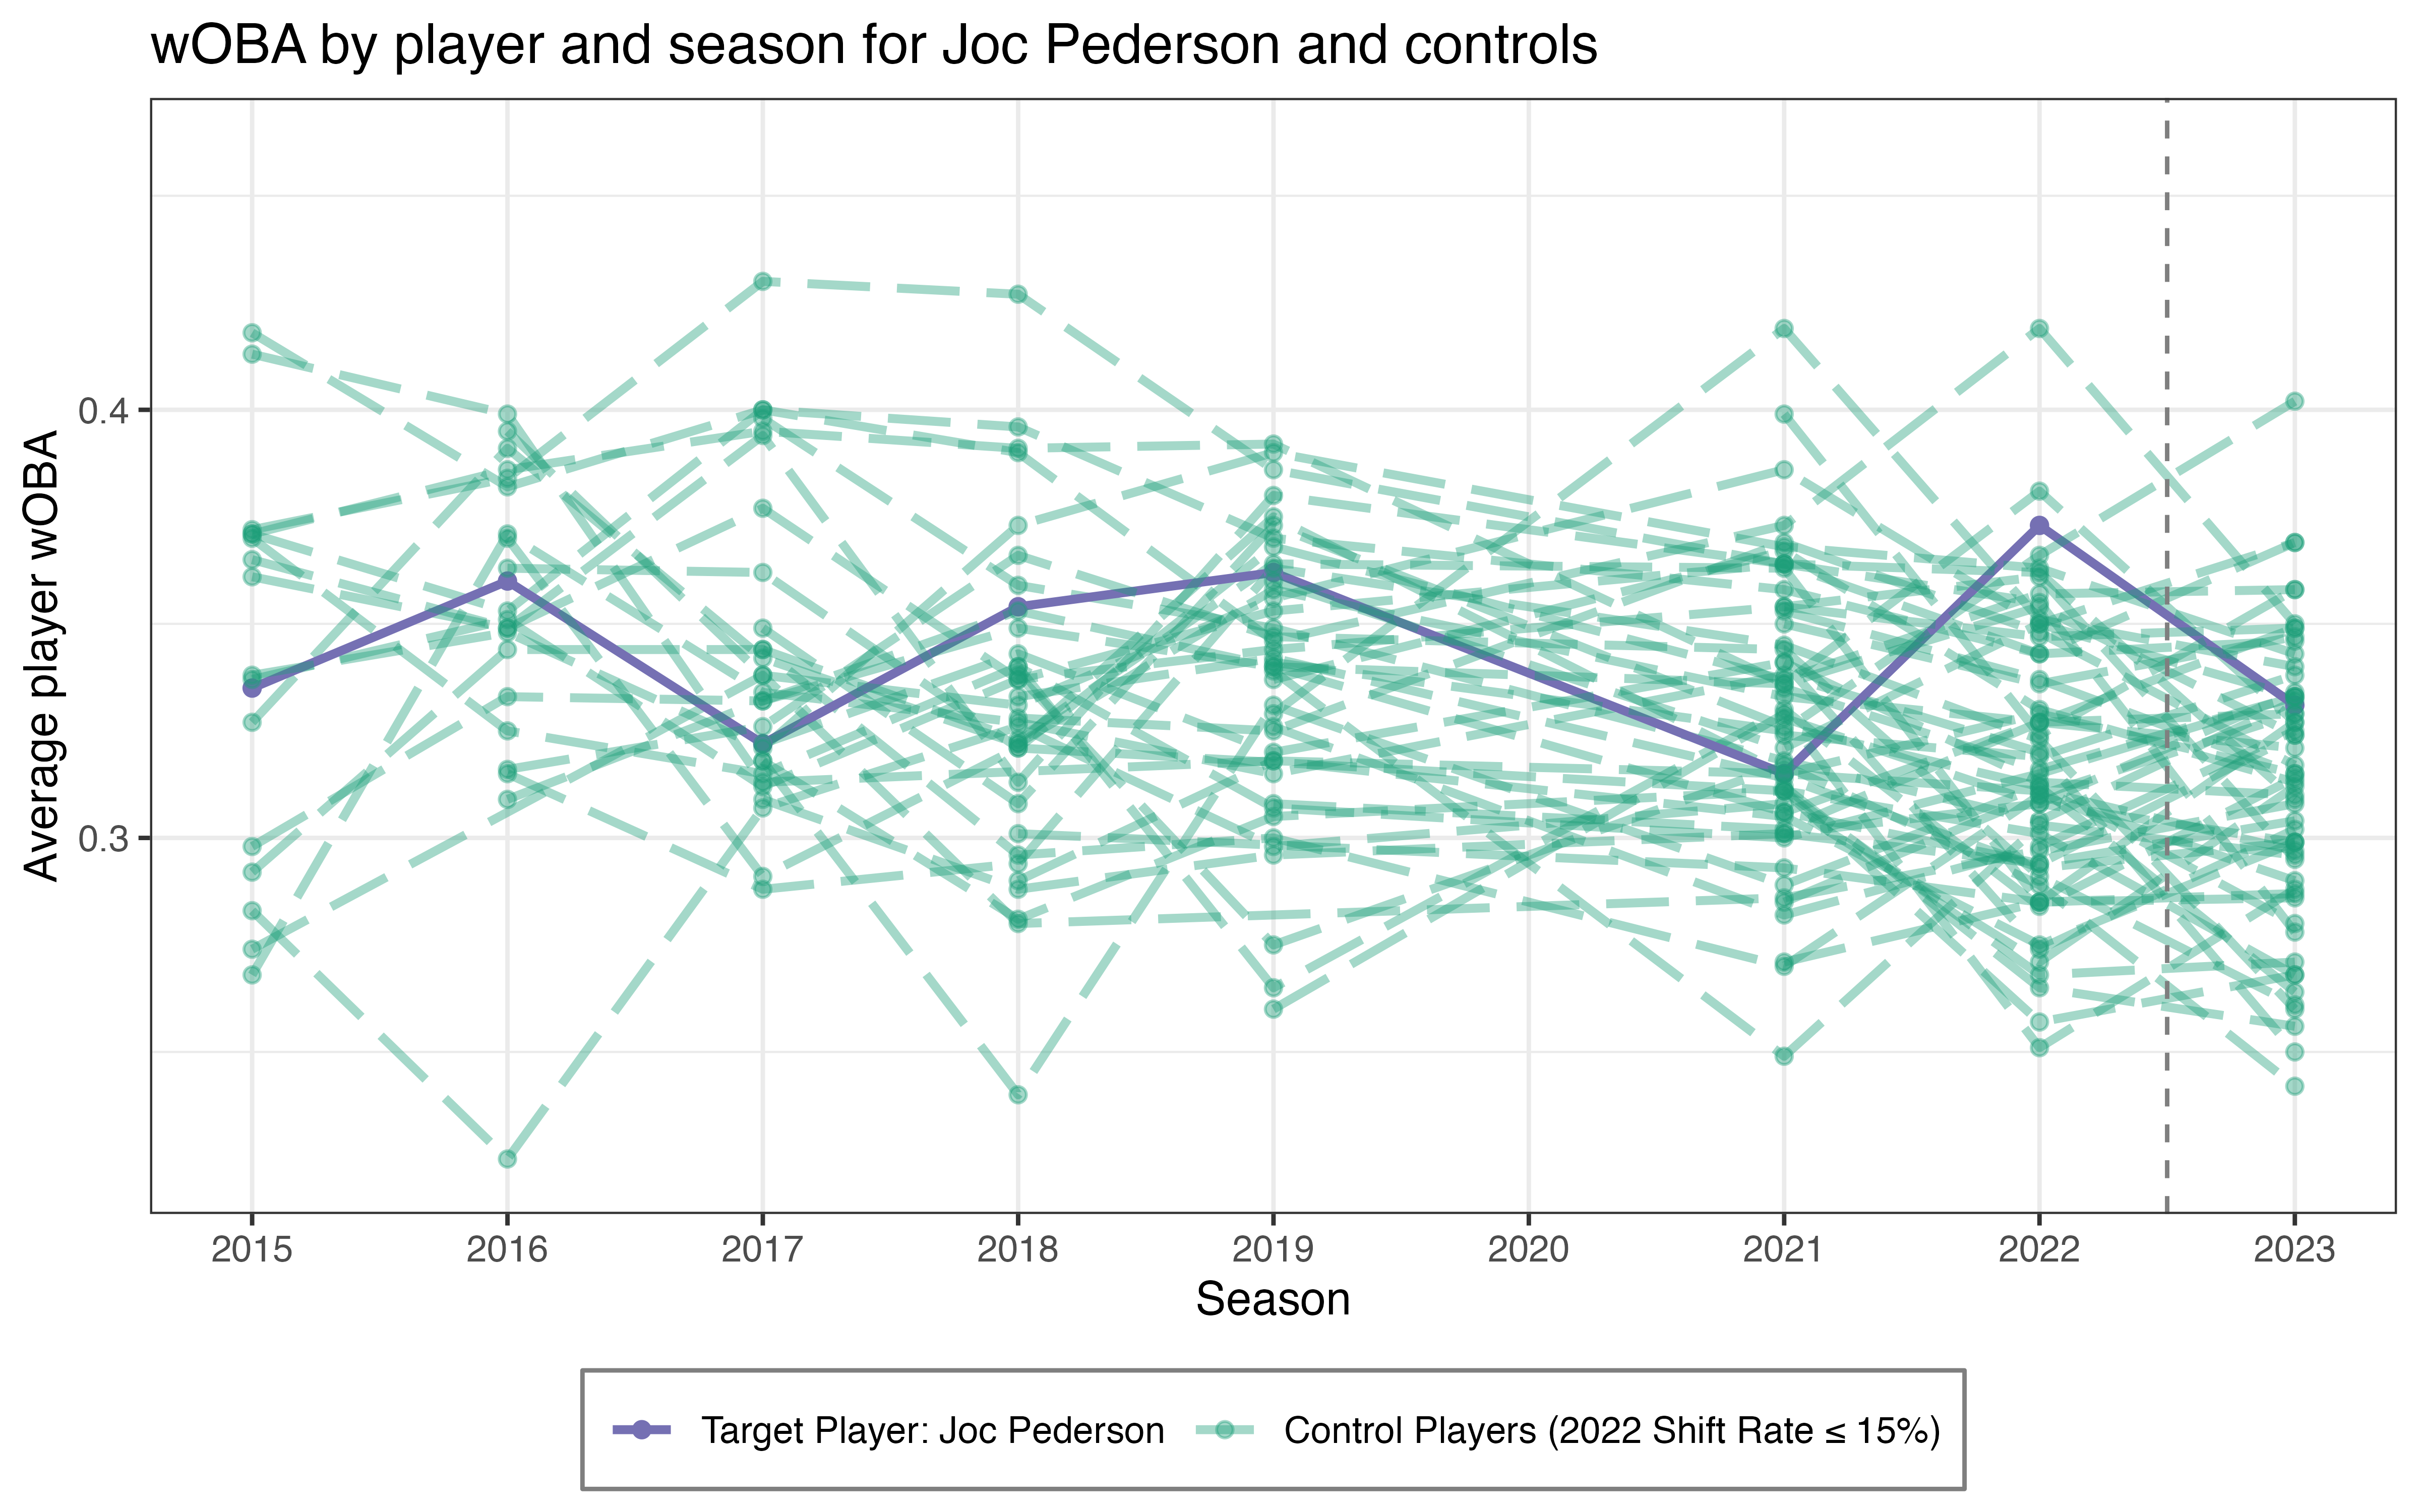 wOBA by player and season for Joc Pederson and controls
Average player wOBA
0.4
0.3
2015 2016 2017 2018 2019 2020 2021 2022 2023
Season
Target Player: Joc Pederson Control Players (2022 Shift Rate ≤ 15%)